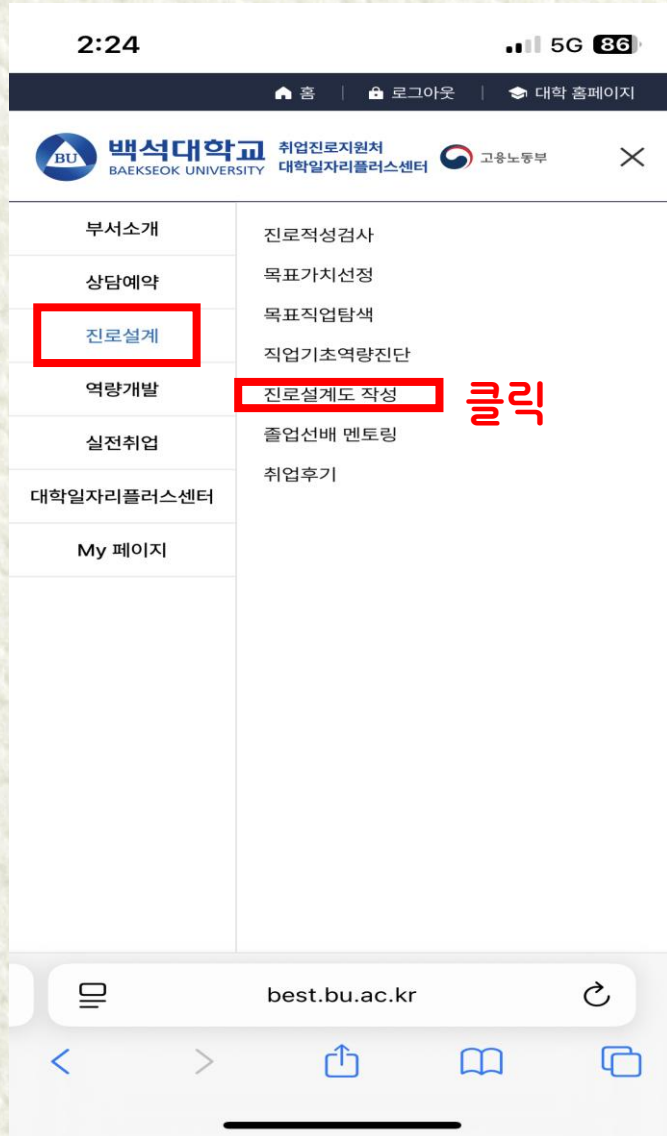 2:24
5G 86
홈 | 로그아웃 | 대학 홈페이지
BU 백석대학교
BAEKSEOK UNIVERSITY
취업진로지원처
대학일자리플러스센터
고용노동부
부서소개
상담예약
진로설계
역량개발
실전취업
대학일자리플러스센터
My 페이지
진로적성검사
목표가치선정
목표직업탐색
직업기초역량진단
진로설계도 작성
클릭
졸업선배 멘토링
취업후기
best.bu.ac.kr